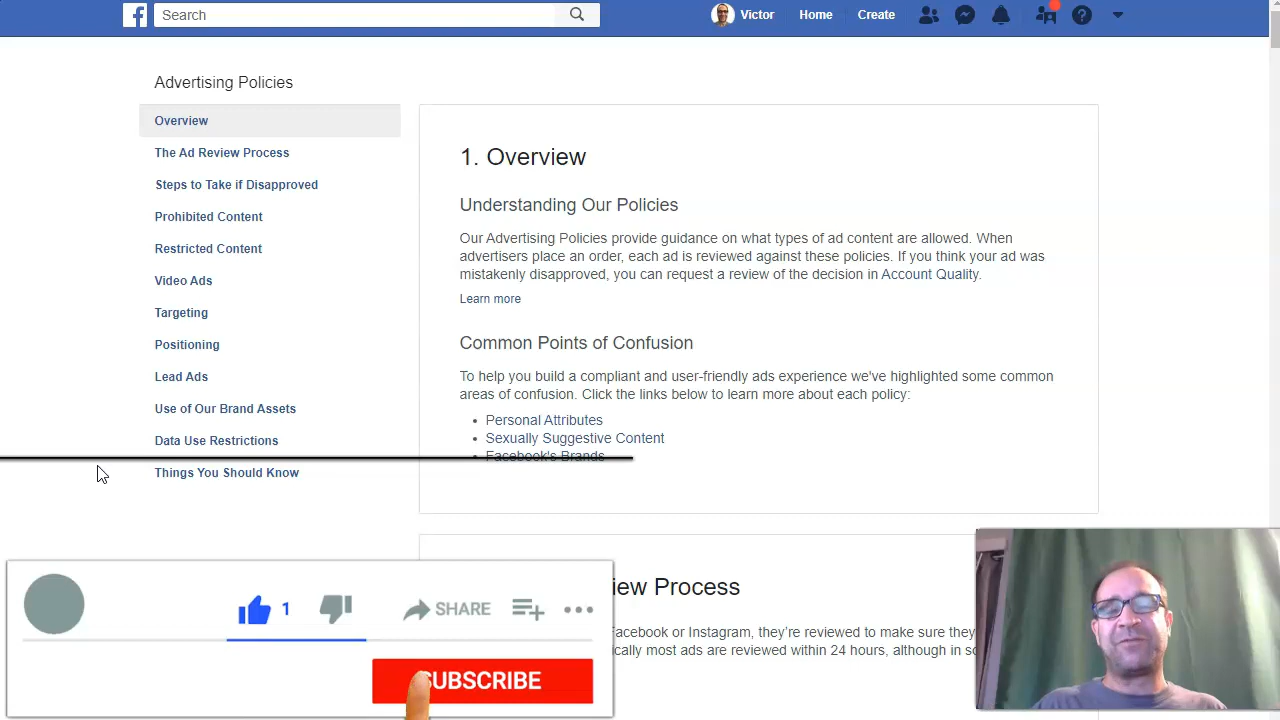 Search
Victor
Home
Create
Advertising Policies
Overview
The Ad Review Process
Steps to Take if Disapproved
Prohibited Content
Restricted Content
Video Ads
Targeting
Positioning
Lead Ads
Use of Our Brand Assets
Data Use Restrictions
Things You Should Know
1. Overview
Understanding Our Policies
Our Advertising Policies provide guidance on what types of ad content are allowed. When
advertisers place an order, each ad is reviewed against these policies. If you think your ad was
mistakenly disapproved, you can request a review of the decision in Account Quality.
Learn more
Common Points of Confusion
To help you build a compliant and user-friendly ads experience we've highlighted some common
areas of confusion. Click the links below to learn more about each policy:
• Personal Attributes
• Sexually Suggestive Content
• Facebook's Brands
iew Process
Facebook or Instagram, they’re reviewed to make sure they
ically most ads are reviewed within 24 hours, although in
1
SHARE
SUBSCRIBE